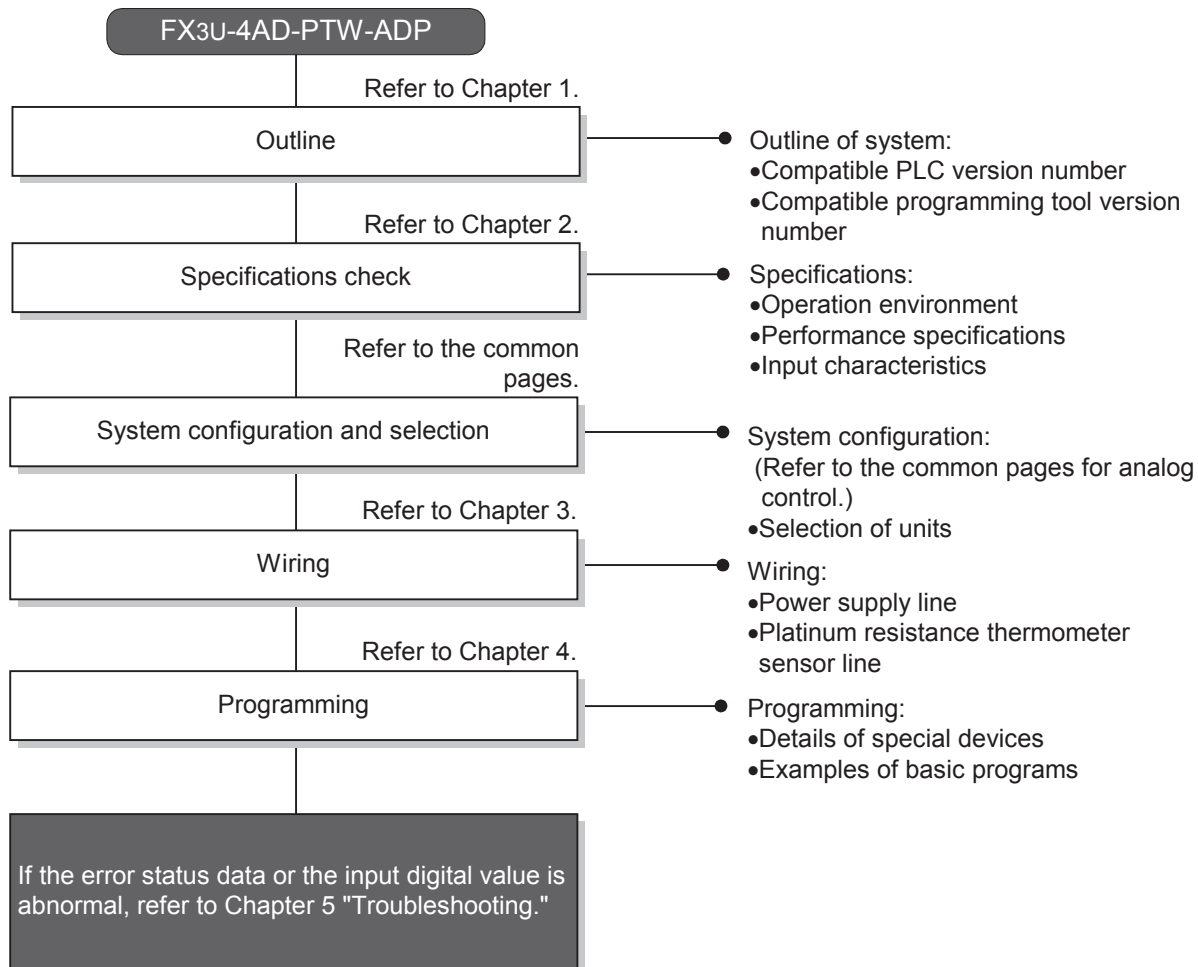 FX3U-4AD-PTW-ADP
Refer to Chapter 1.
Outline
Outline of system:
•Compatible PLC version number
•Compatible programming tool version
number
Refer to Chapter 2.
Specifications check
Specifications:
•Operation environment
•Performance specifications
•Input characteristics
Refer to the common
pages.
System configuration and selection
System configuration:
(Refer to the common pages for analog
control.)
•Selection of units
Refer to Chapter 3.
Wiring
Wiring:
•Power supply line
•Platinum resistance thermometer
sensor line
Refer to Chapter 4.
Programming
Programming:
•Details of special devices
•Examples of basic programs
If the error status data or the input digital value is
abnormal, refer to Chapter 5 "Troubleshooting."